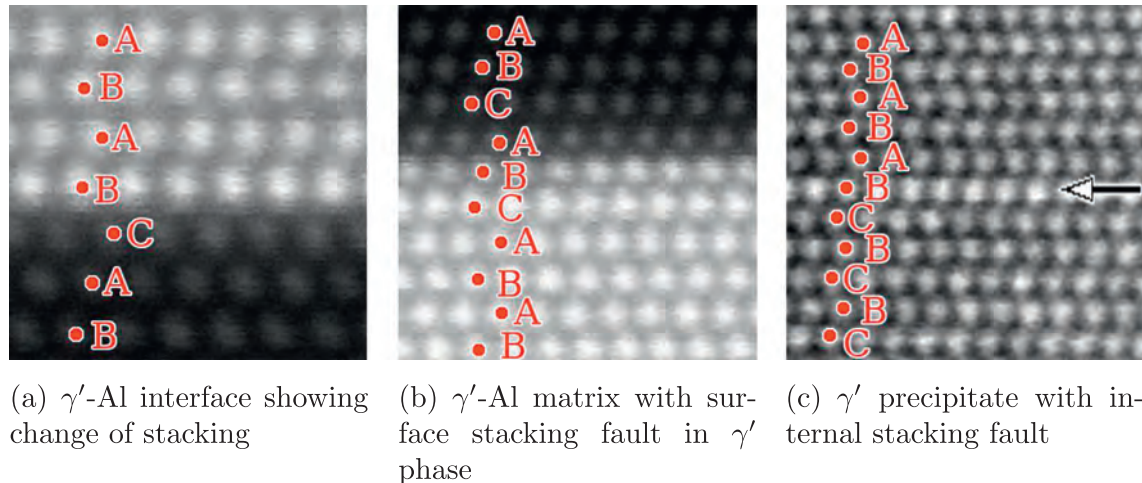 A
B
A
B
C
A
B
A
B
C
A
B
C
A
B
A
B
A
B
A
B
A
B
C
B
C
B
C
(a) γ′-Al interface showing
change of stacking
(b) γ′-Al matrix with sur-
face stacking fault in γ′
phase
(c) γ′ precipitate with in-
ternal stacking fault